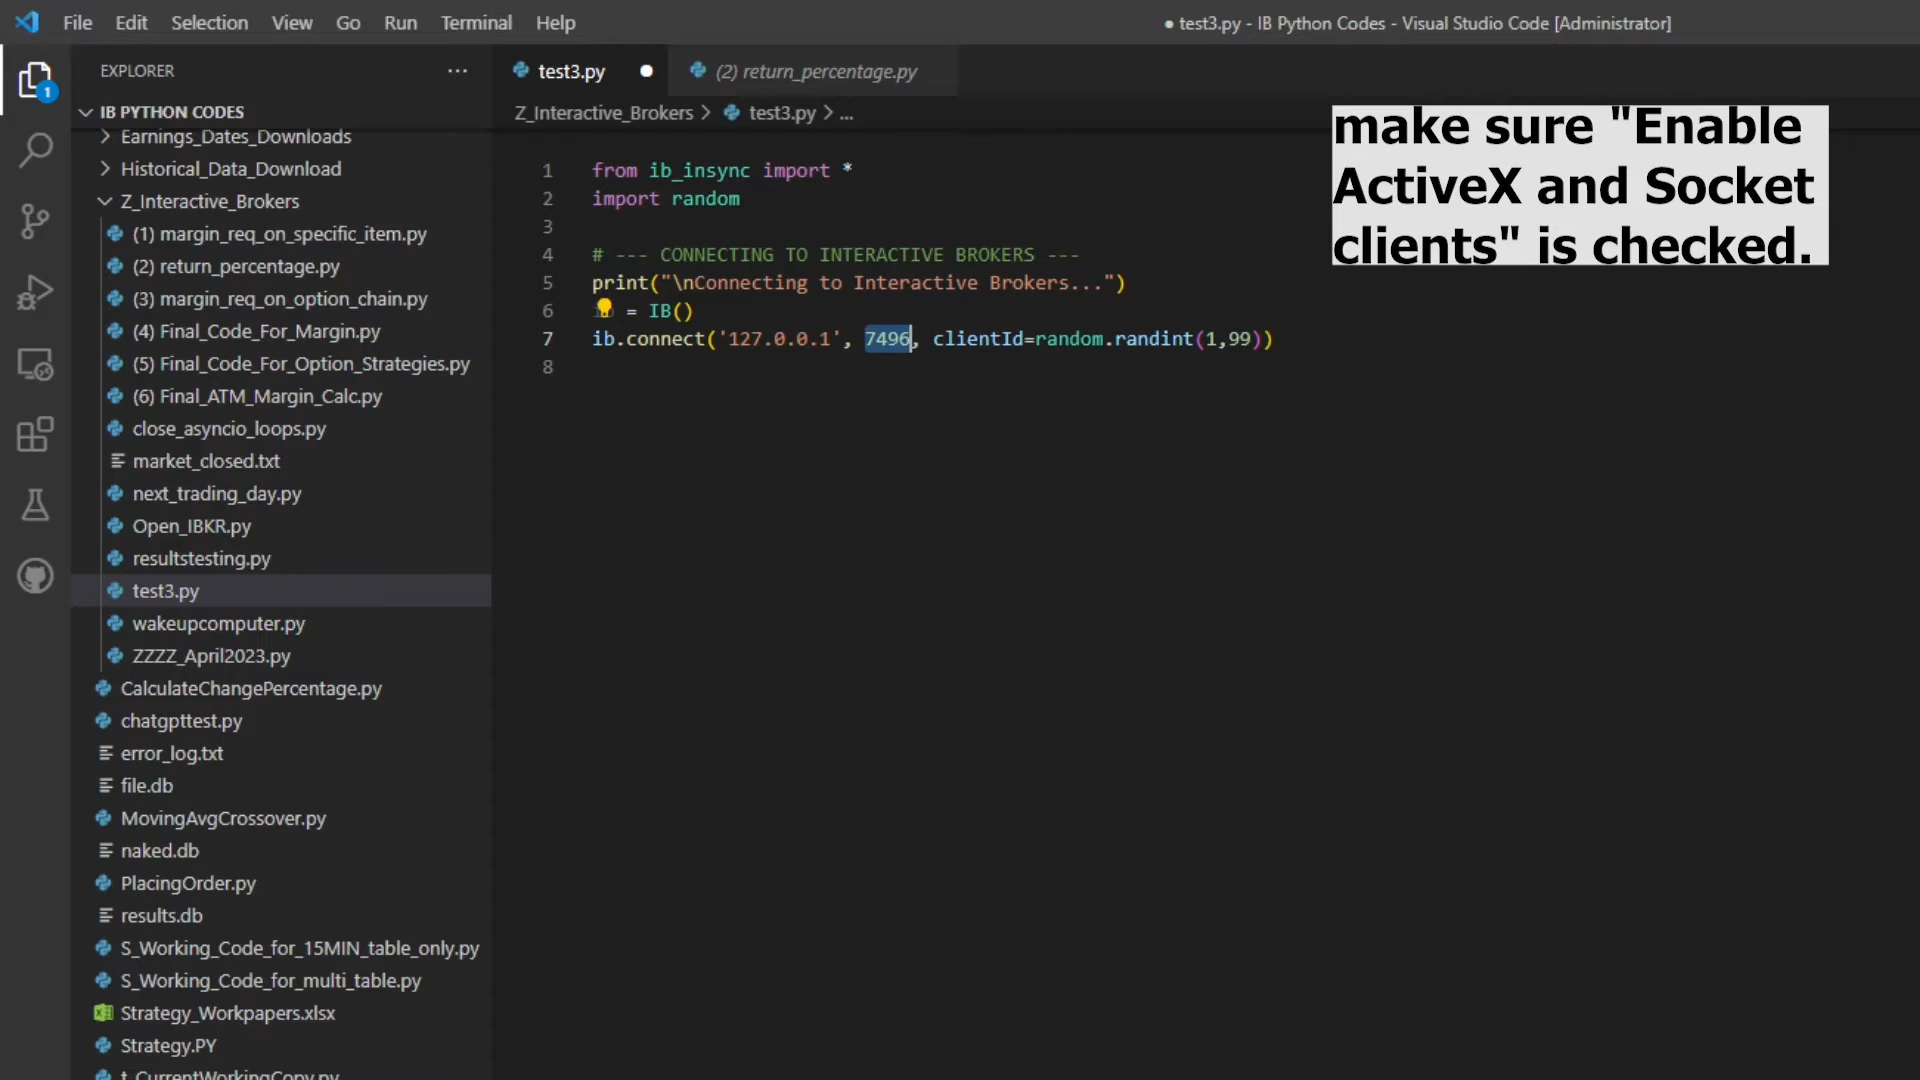 File Edit Selection View Go Run Terminal Help
● test3.py - IB Python Codes - Visual Studio Code [Administrator]
1
EXPLORER
IB PYTHON CODES
Earnings_Dates_Downloads
Historical_Data_Download
Z_Interactive_Brokers
(1) margin_req_on_specific_item.py
(2) return_percentage.py
(3) margin_req_on_option_chain.py
(4) Final_Code_For_Margin.py
(5) Final_Code_For_Option_Strategies.py
(6) Final_ATM_Margin_Calc.py
close_asyncio_loops.py
market_closed.txt
next_trading_day.py
Open_IBKR.py
resultstesting.py
test3.py
wakeupcomputer.py
ZZZZ_April2023.py
CalculateChangePercentage.py
chatgpttest.py
error_log.txt
file.db
MovingAvgCrossover.py
naked.db
PlacingOrder.py
results.db
S_Working_Code_for_15MIN_table_only.py
S_Working_Code_for_multi_table.py
Strategy_Workpapers.xlsx
Strategy.PY
t_CurrentWorkingCopy.py
test3.py (2) return_percentage.py
Z_Interactive_Brokers > test3.py > ...
1 from ib_insync import *
2 import random
3
4 # --- CONNECTING TO INTERACTIVE BROKERS ---
5 print("\nConnecting to Interactive Brokers...")
6 = IB()
7 ib.connect('127.0.0.1', 7496, clientId=random.randint(1,99))
8
make sure "Enable
ActiveX and Socket
clients" is checked.